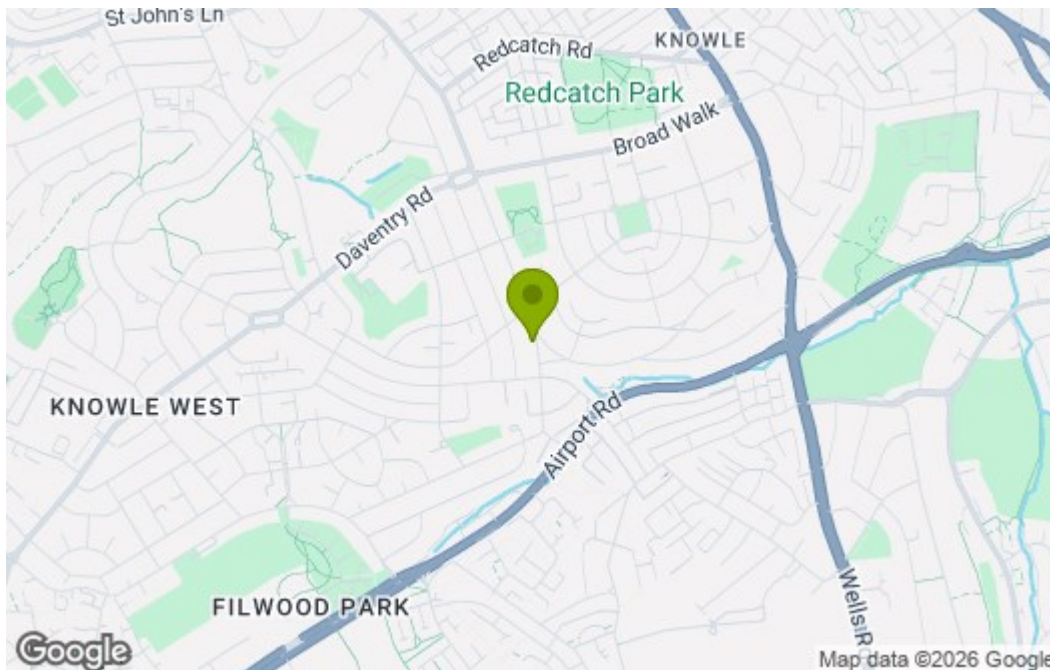 St John's Ln
Redcatch Rd
KNOWLE
Redcatch Park
Broad Walk
Daventry Rd
KNOWLE WEST
Airport Rd
FILWOOD PARK
Wells R
Google
Map data ©2026 Google